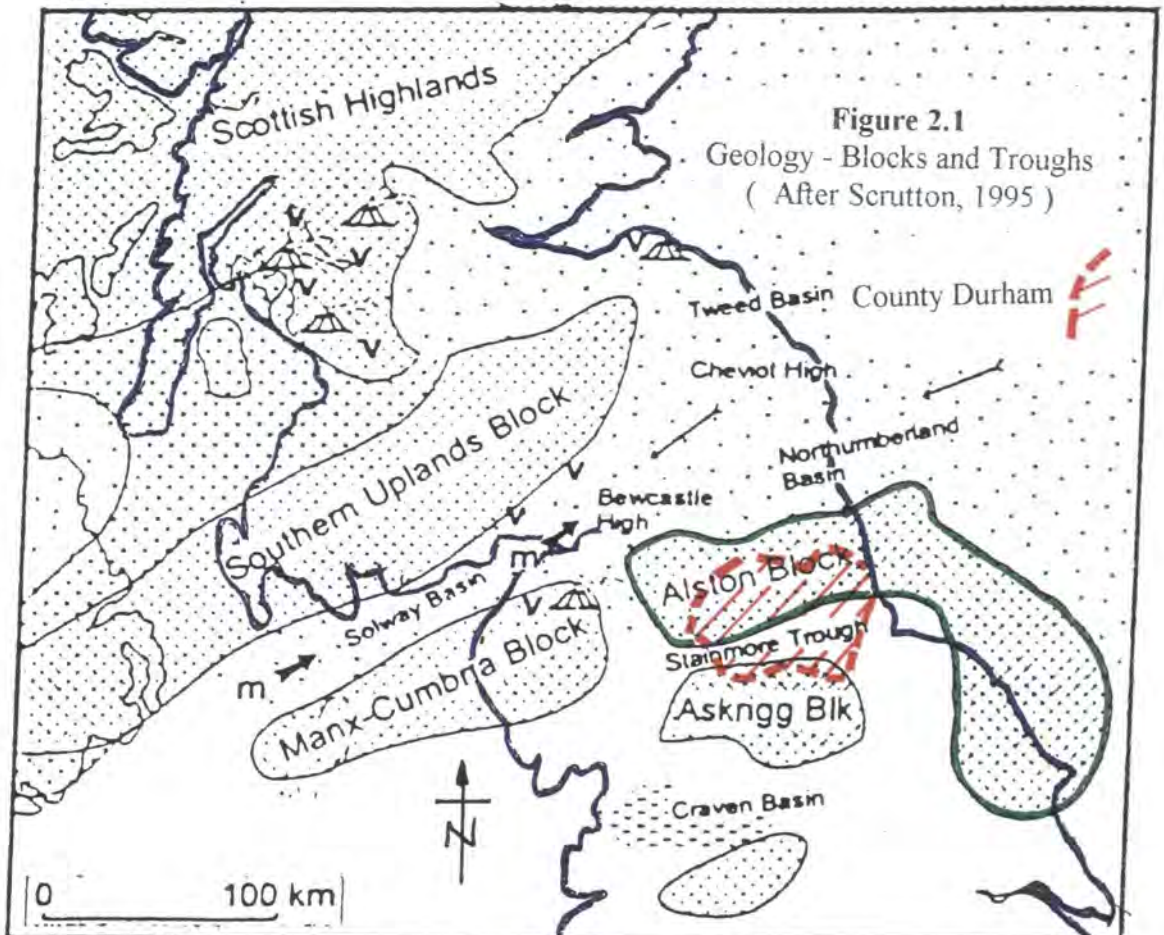 Scottish Highlands
Figure 2.1
Geology - Blocks and Troughs
( After Scrutton, 1995 )
V
V
V
V
V
V
Tweed Basin
County Durham
Cheviot High
Southern Uplands Block
Northumberland
Basin
V
V
Bewcastle
High
m
Alston Block
Solway Basin
V
Stainmore Trough
m
Manx-Cumbria Block
Askrigg Blk
N
Craven Basin
0 100 km